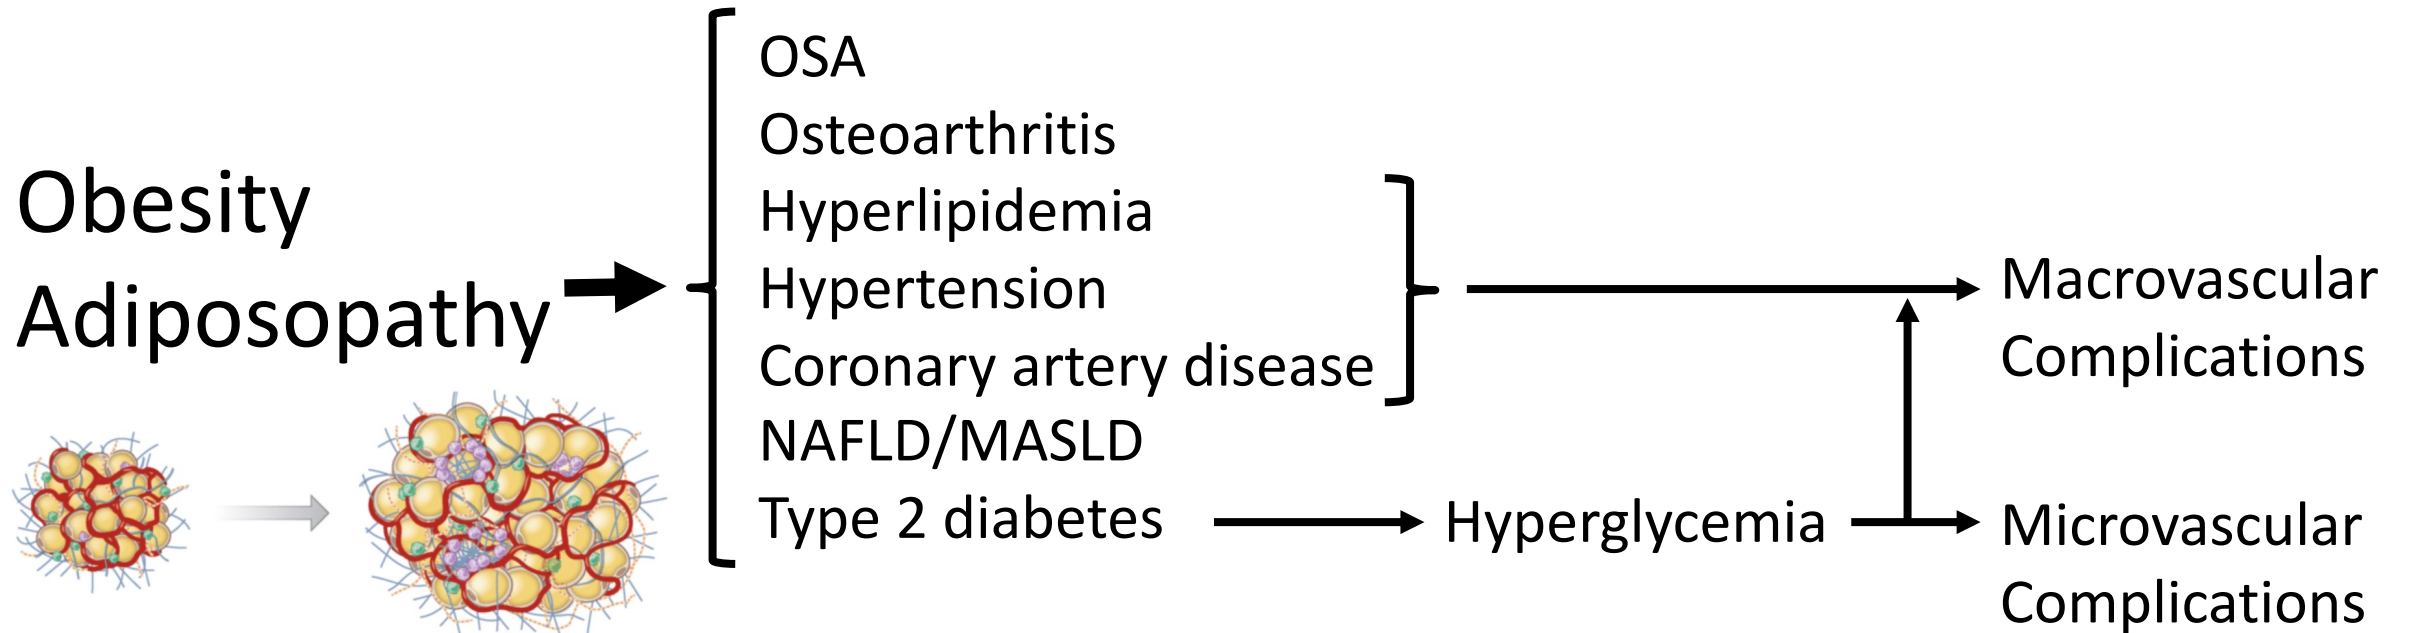 Obesity
Adiposopathy
OSA
Osteoarthritis
Hyperlipidemia
Hypertension
Coronary artery disease
NAFLD/MASLD
Type 2 diabetes
Hyperglycemia
Macrovascular
Complications
Microvascular
Complications